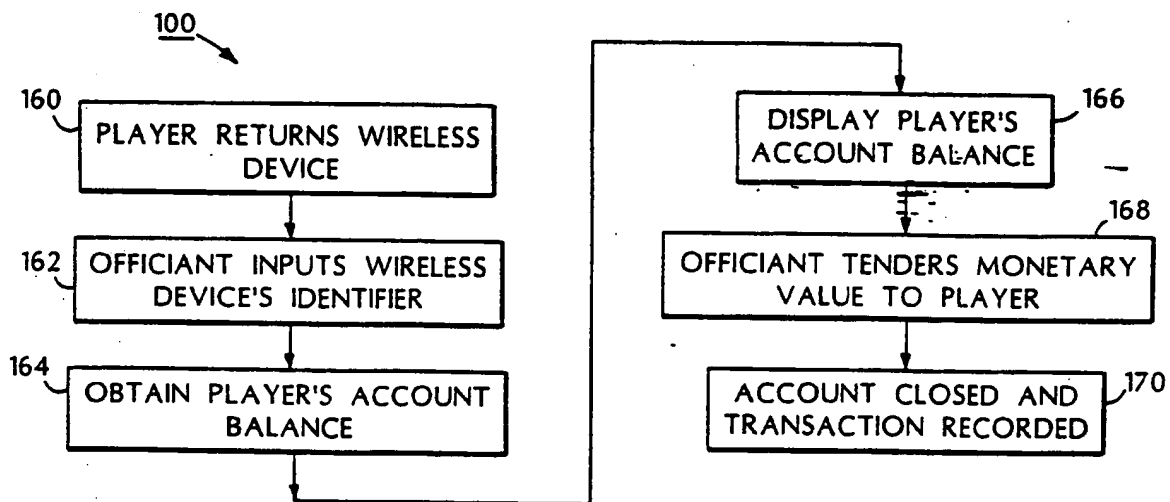 100
160
PLAYER RETURNS WIRELESS
DEVICE
162
OFFICIANT INPUTS WIRELESS
DEVICE'S IDENTIFIER
164
OBTAIN PLAYER'S ACCOUNT
BALANCE
166
DISPLAY PLAYER'S
ACCOUNT BALANCE
168
OFFICIANT TENDERS MONETARY
VALUE TO PLAYER
170
ACCOUNT CLOSED AND
TRANSACTION RECORDED